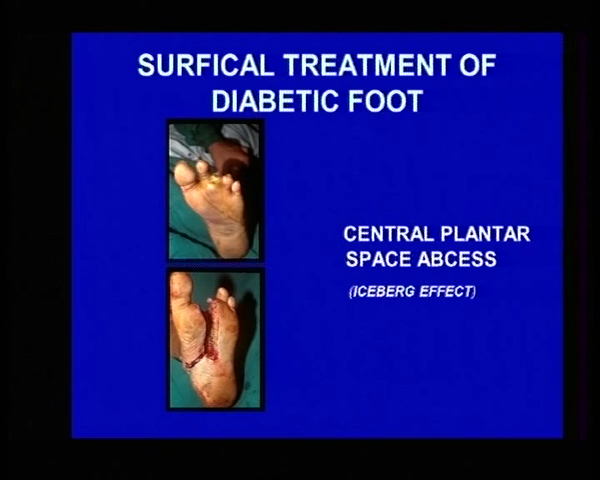 SURFICAL TREATMENT OF
DIABETIC FOOT
CENTRAL PLANTAR
SPACE ABCESS
(ICEBERG EFFECT)